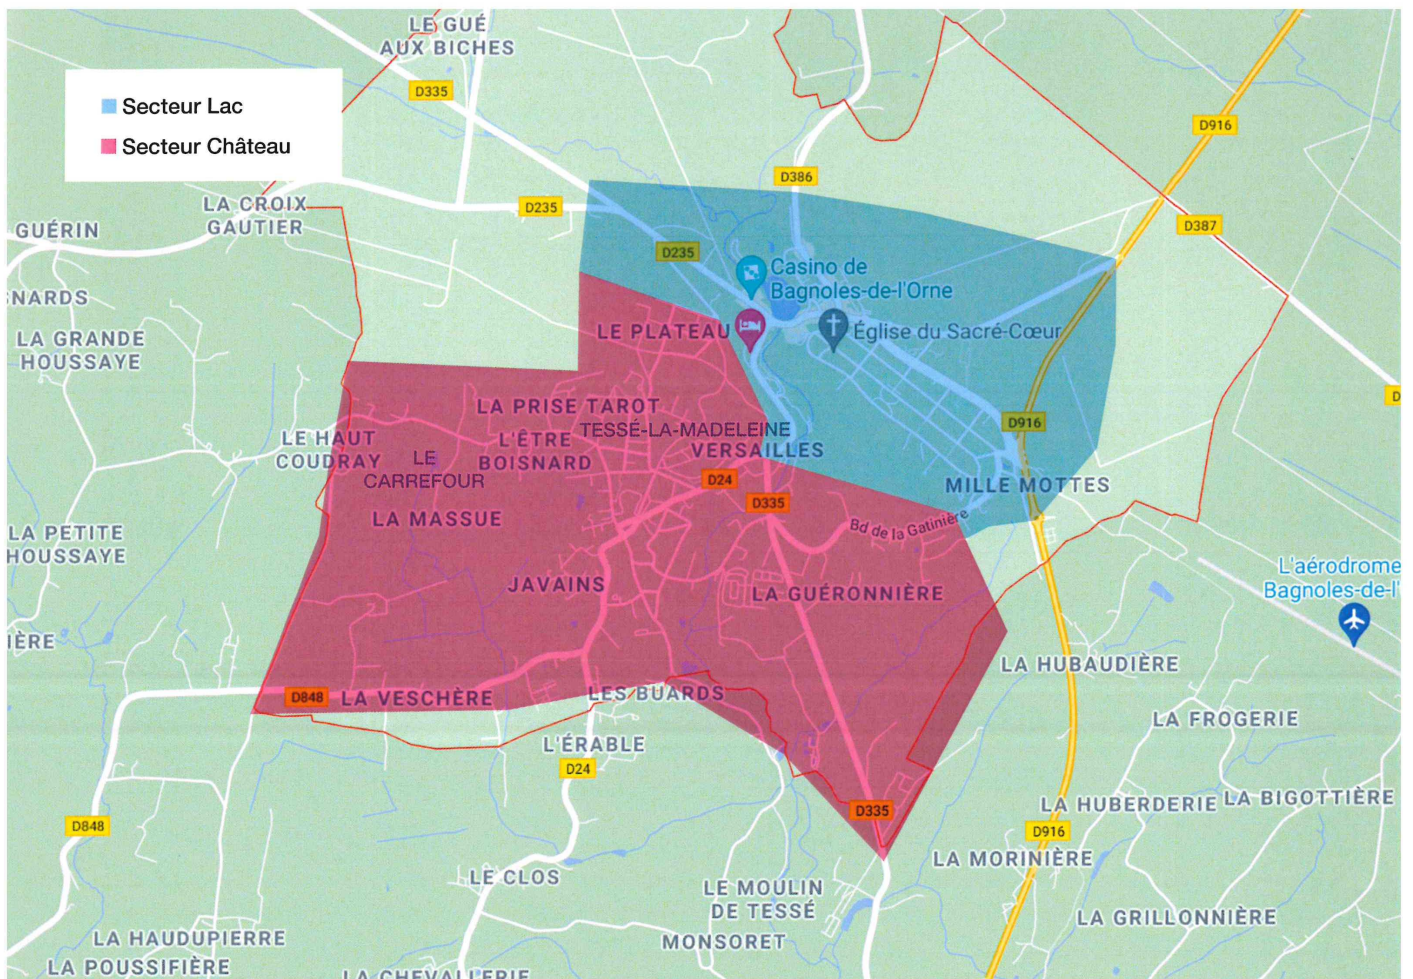 LE GUÉ
AUX BICHES
D335
Secteur Lac
Secteur Château
D916
D386
LA CROIX
GAUTIER
D235
D387
GUÉRIN
D235
Casino de
Bagnoles-de-l'Orne
SNARDS
LE PLATEAU
Église du Sacré-Cœur
LA GRANDE
HOUSSAYE
D
LA PRISE TAROT
TESSÉ-LA-MADELEINE
D916
LE HAUT
COUDRAY
L'ÊTRE
BOISNARD
VERSAILLES
LE
CARREFOUR
D24
MILLE MOTTES
D335
LA MASSUE
Bd de la Gatinière
LA PETITE
HOUSSAYE
L'aérodrome
Bagnoles-de-l'
JAVAINS
LA GUÉRONNIÈRE
IÈRE
LA HUBAUDIÈRE
D848
LA VESCHÈRE
LES BUARDS
LA FROGERIE
L'ÉRABLE
D24
LA HUBERDERIE
LA BIGOTTIÈRE
D335
D848
D916
LA MORINIÈRE
LE CLOS
LE MOULIN
DE TESSÉ
LA GRILLONNIÈRE
LA HAUDUPIERRE
MONSORET
LA POUSSIFIÈRE
LA CHEVALLERIE